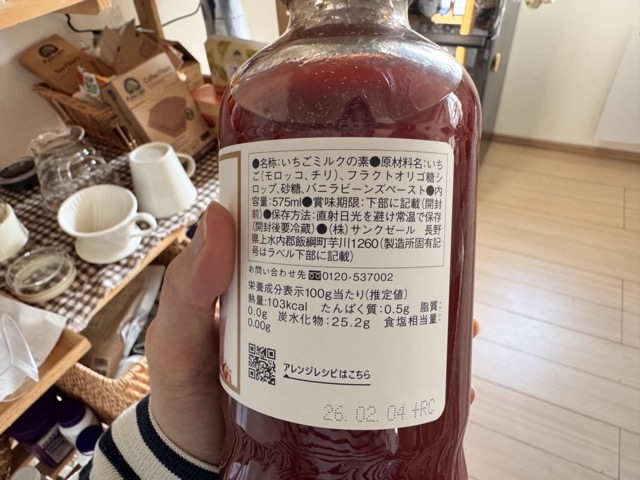 ●名称:いちごミルクの素●原材料名:いち
ご(モロッコ、チリ)、フラクトオリゴ糖シ
ロップ、砂糖、バニラビーンズペースト●内
容量:575ml●賞味期限:下部に記載(開封
前)●保存方法:直射日光を避け常温で保存
(開封後要冷蔵)●(株)サンクゼール 長野
県上水内郡飯綱町芋川1260(製造所固有記
号はラベル下部に記載)
お問い合わせ先 0120-537002
栄養成分表示100g当たり(推定値)
熱量:103kcal たんぱく質:0.5g 脂質:
0.0g 炭水化物:25.2g 食塩相当量:
0.00g
アレンジレシピはこちら
26.02.04 +RC